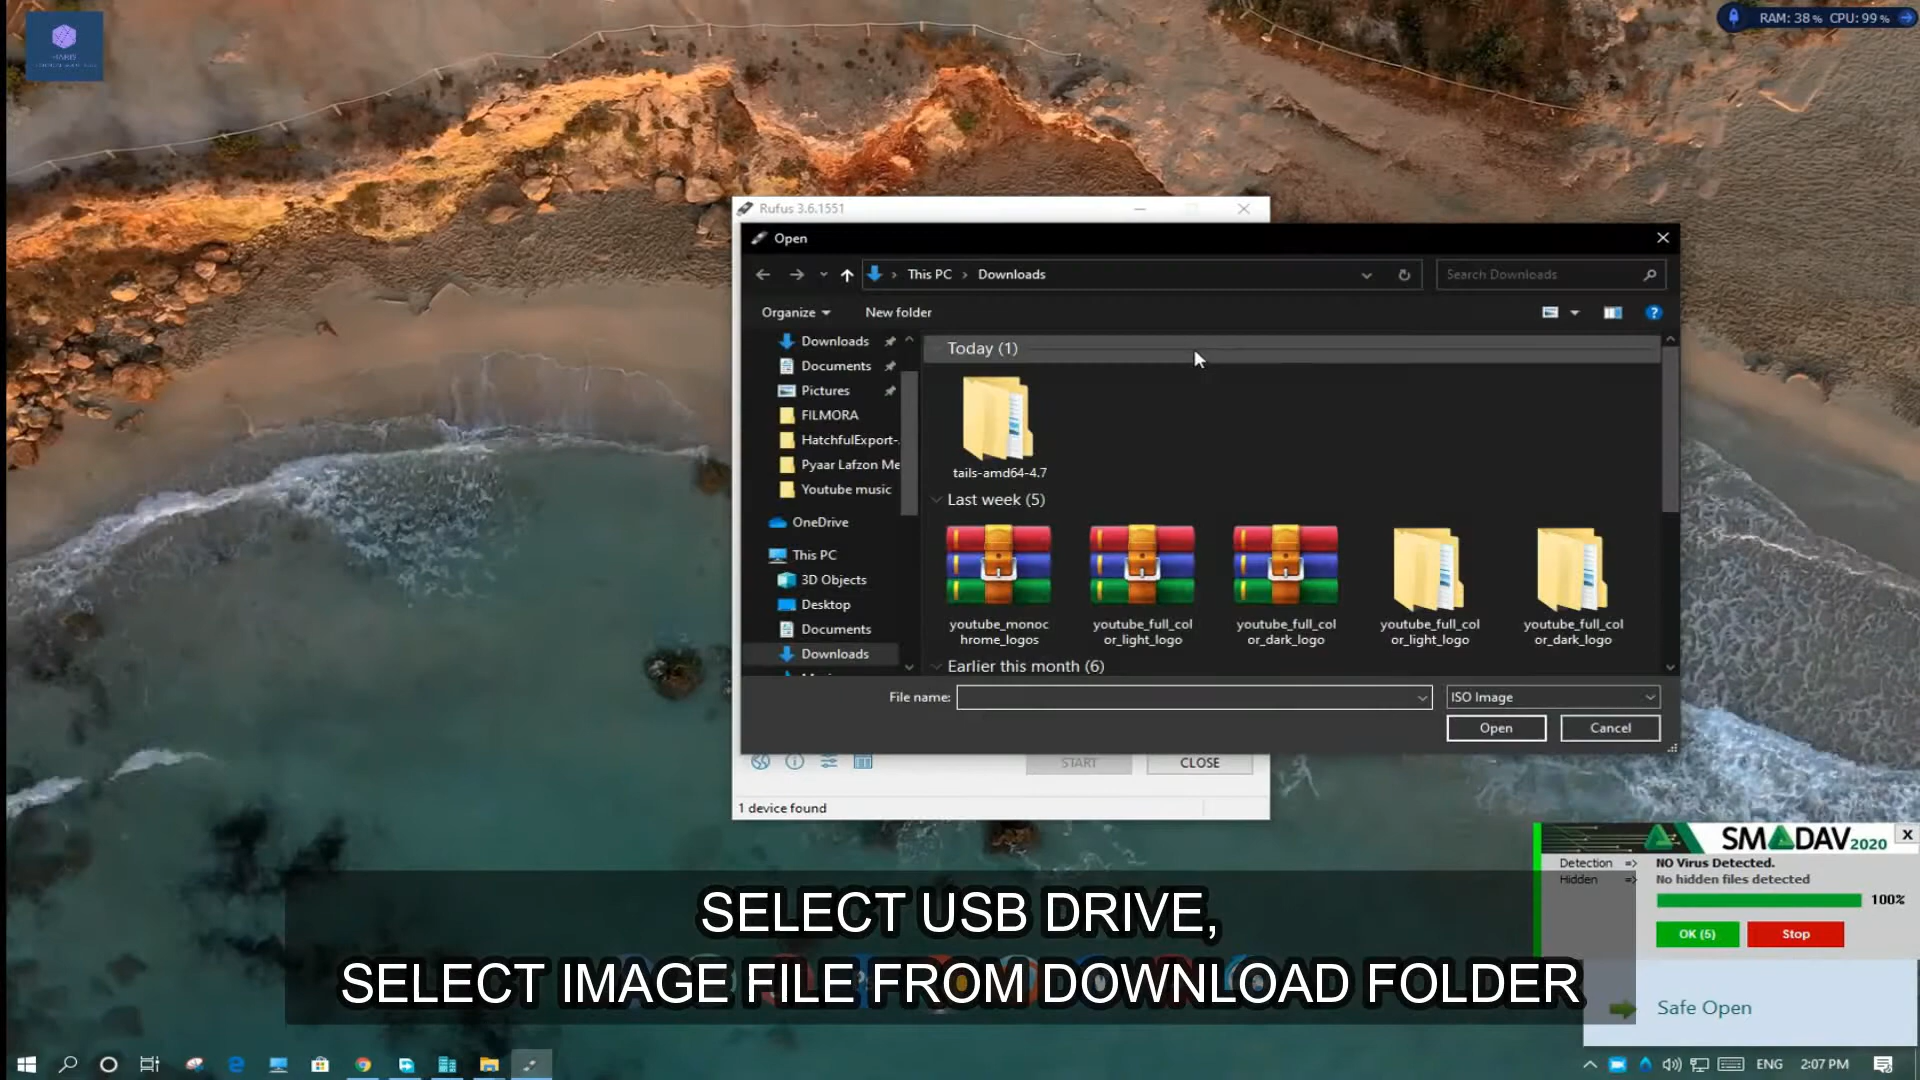 HARIS
RAM: 38% CPU: 99%
Rufus 3.6.1551
Open
This PC > Downloads
Search Downloads
Organize
New folder
Downloads
Documents
Pictures
FILMORA
HatchfulExport-
Pyaar Lafzon Me
Youtube music
OneDrive
This PC
3D Objects
Desktop
Documents
Downloads
Today (1)
tails-amd64-4.7
Last week (5)
youtube_monoc
hrome_logos
youtube_full_col
or_light_logo
youtube_full_col
or_dark_logo
youtube_full_col
or_light_logo
youtube_full_col
or_dark_logo
Earlier this month (6)
File name:
ISO Image
Open
Cancel
START
CLOSE
1 device found
SMADAV2020
X
Detection => NO Virus Detected.
Hidden => No hidden files detected
100%
OK (5)
Stop
Safe Open
SELECT USB DRIVE,
SELECT IMAGE FILE FROM DOWNLOAD FOLDER
ENG
2:07 PM